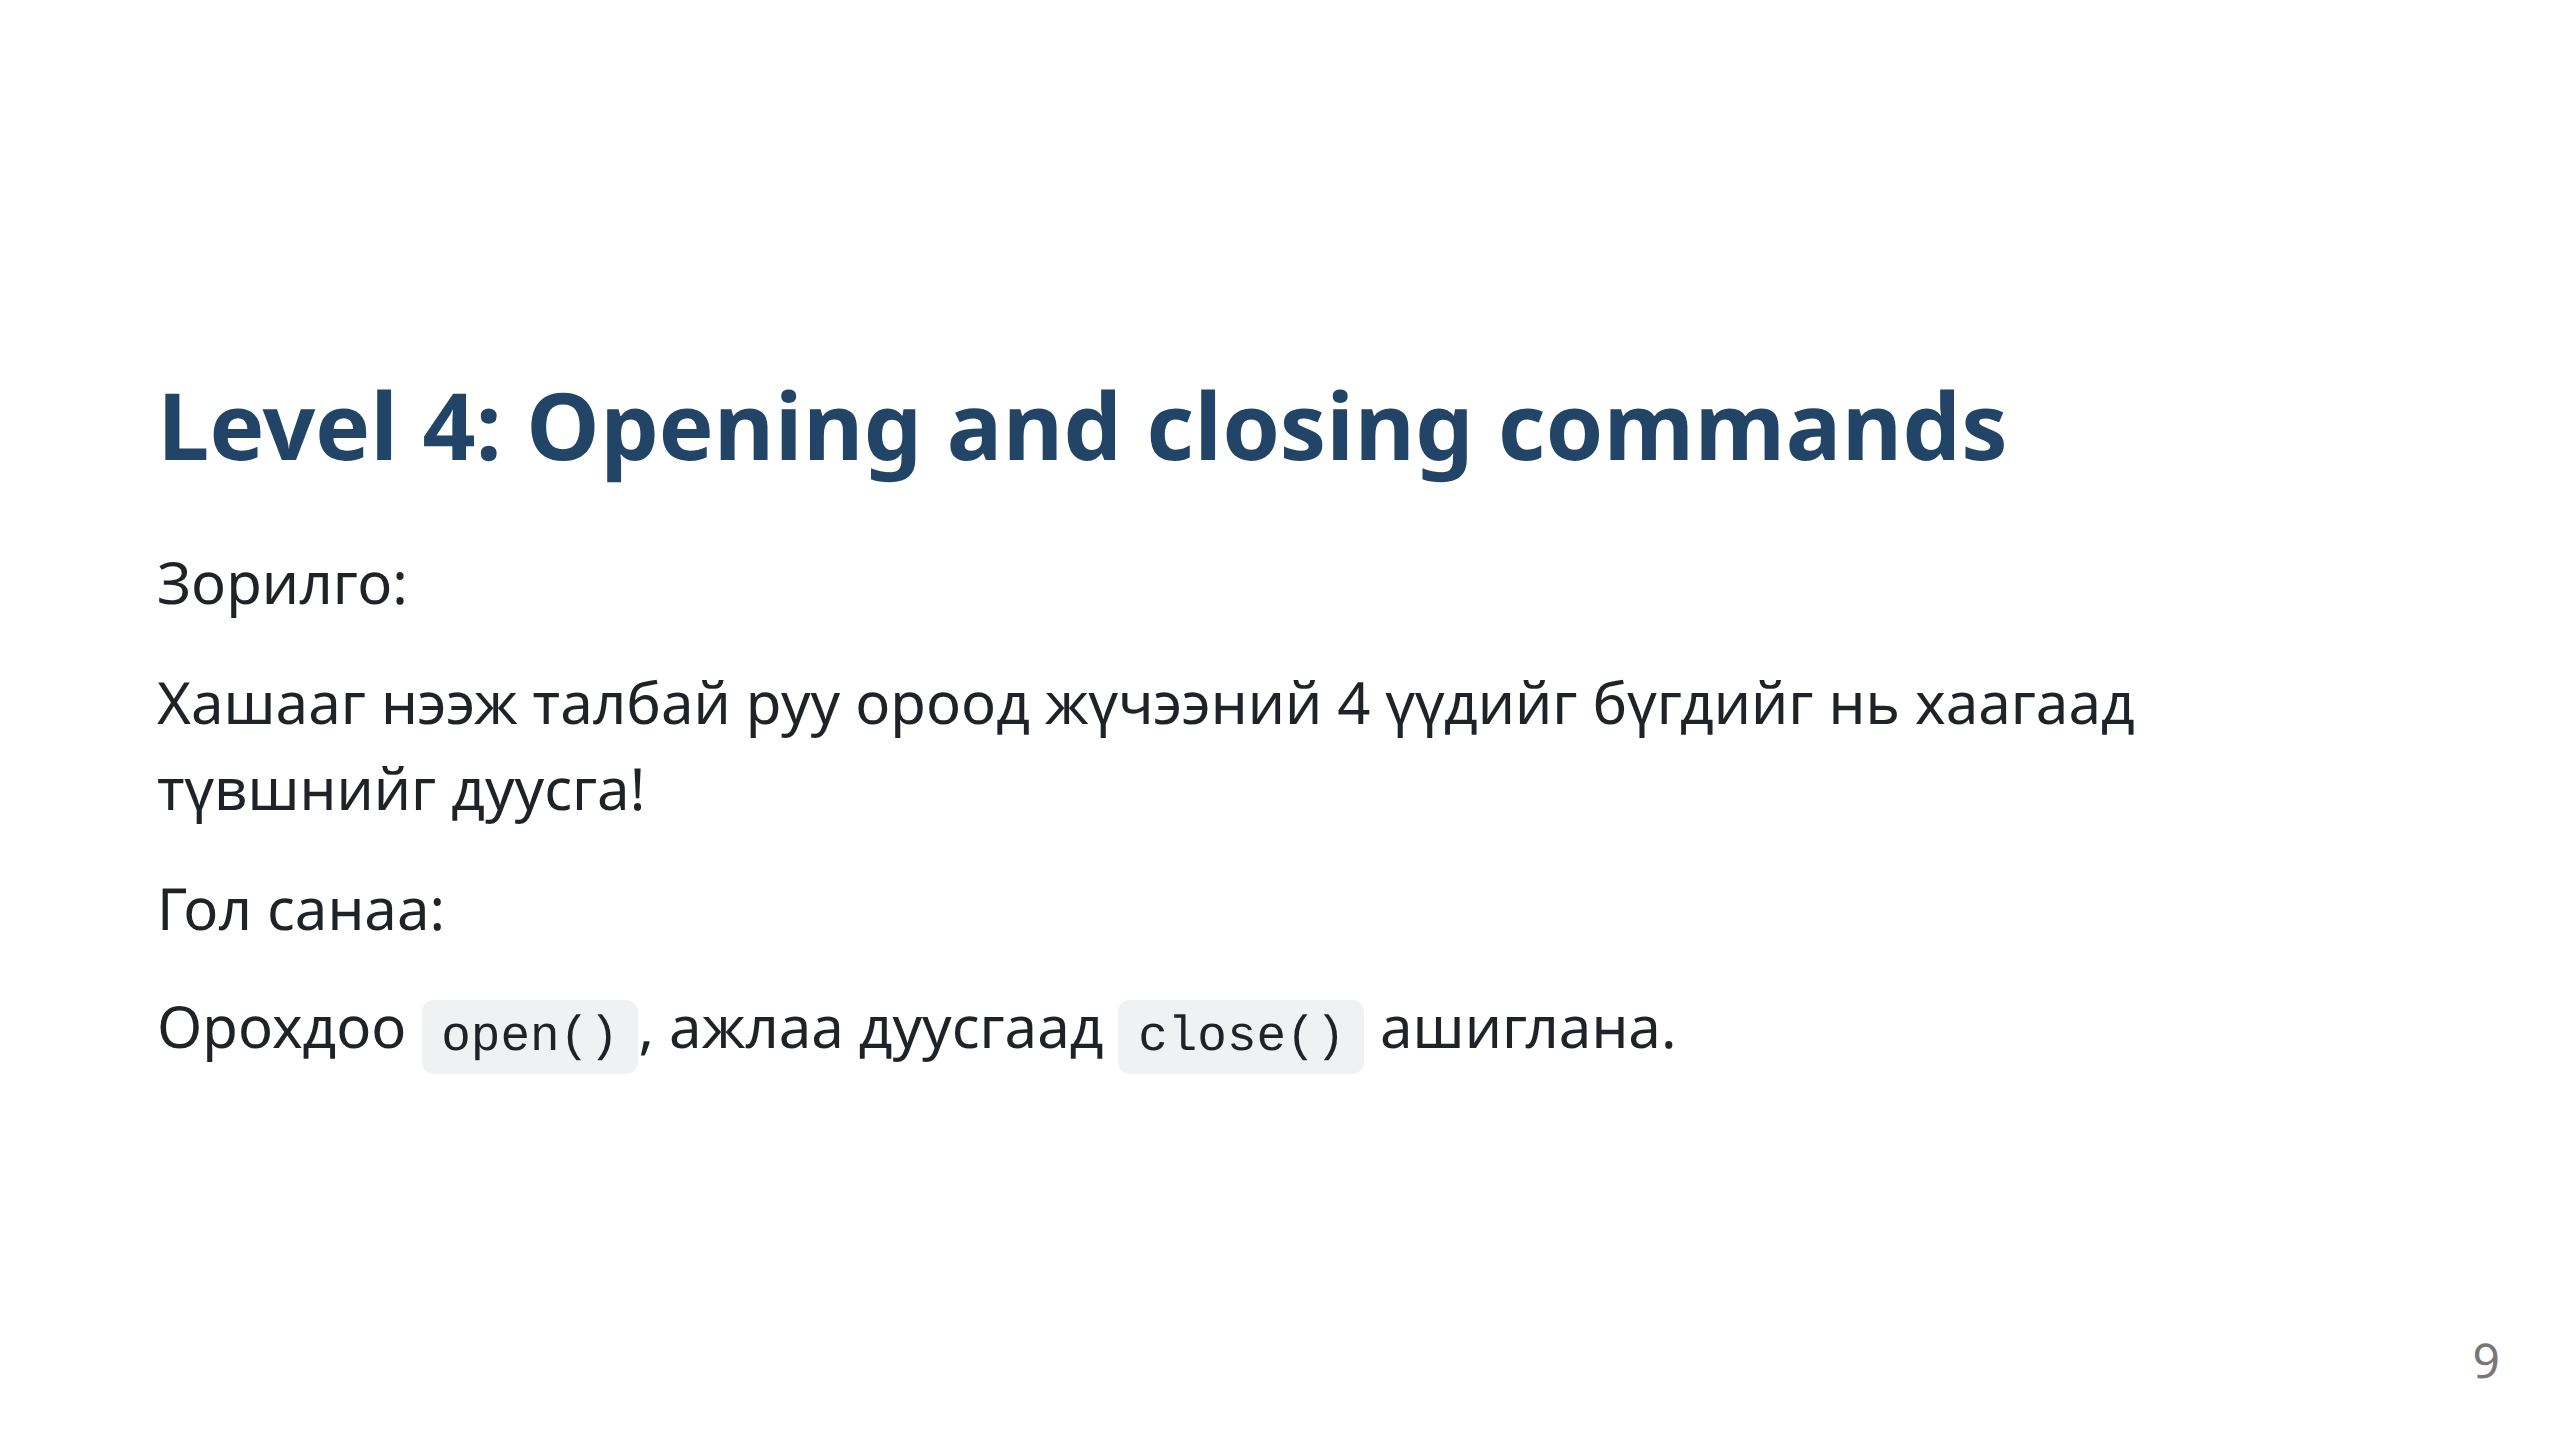 Level 4: Opening and closing commands
Зорилго:
Хашааг нээж талбай руу ороод жүчээний 4 үүдийг бүгдийг нь хаагаад
түвшнийг дуусга!
Гол санаа:
Орохдоо open(), ажлаа дуусгаад close() ашиглана.
9